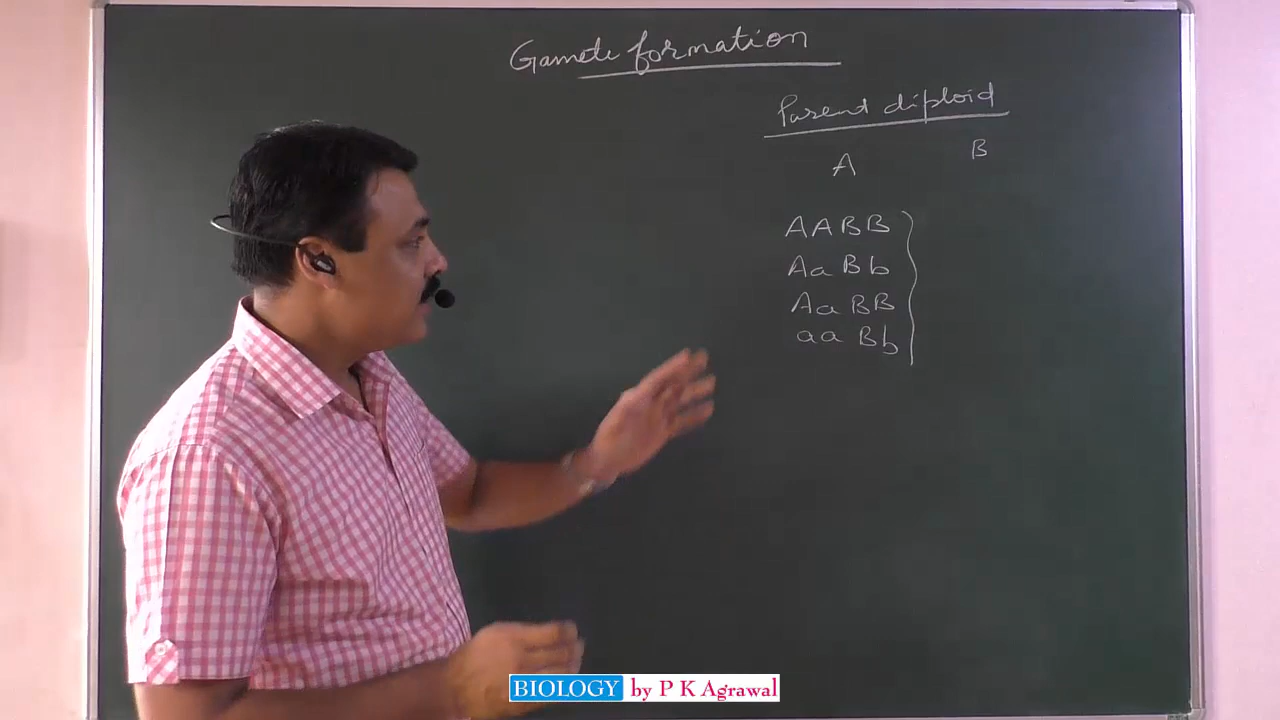 Gamete formation
Parent diploid
A B
AABB
AaBb
AaBB
aaBb
BIOLOGY by P K Agrawal